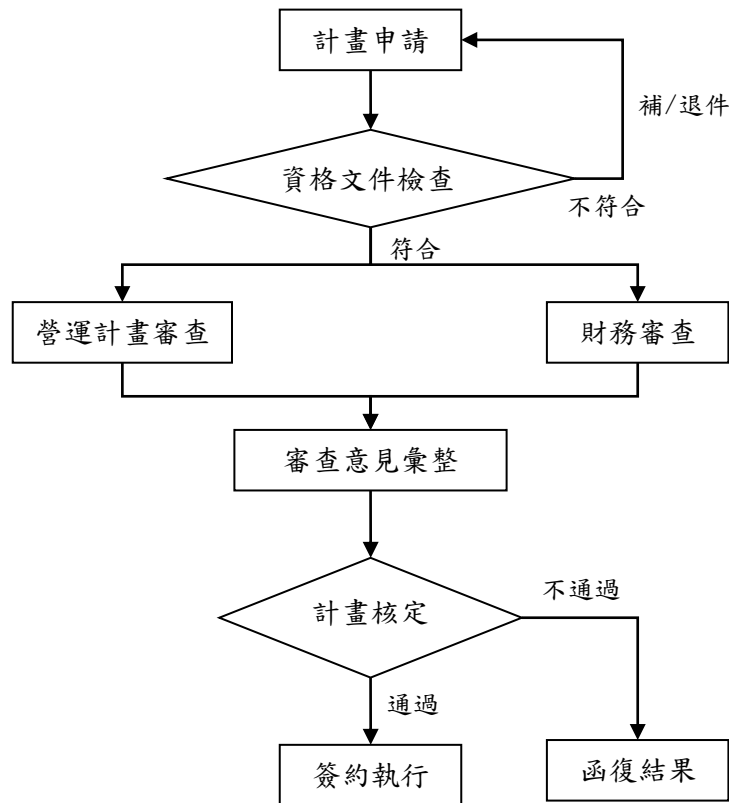 計畫申請
補/退件
資格文件檢查
不符合
符合
營運計畫審查
財務審查
審查意見彙整
不通過
計畫核定
通過
簽約執行
函復結果